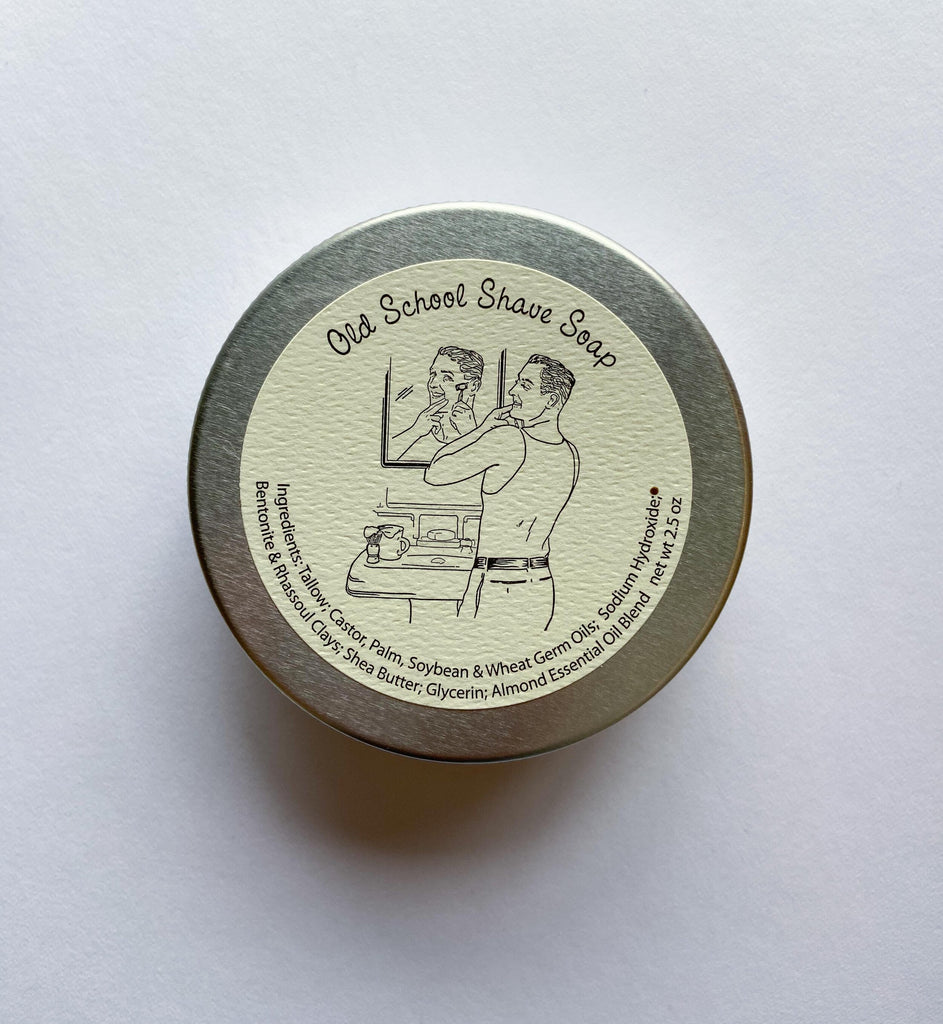 Old School Shave Soap
Ingredients: Tallow; Castor, Palm, Soybean & Wheat Germ Oils; Sodium Hydroxide;
Bentonite & Rhassoul Clays; Shea Butter; Glycerin; Almond Essential Oil Blend net wt 2.5 oz